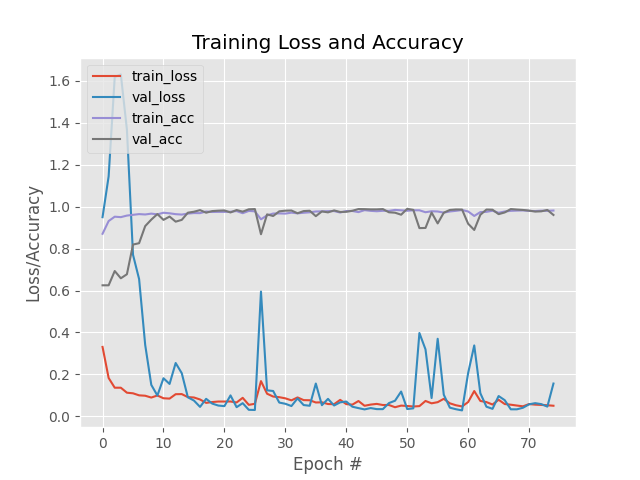 Training Loss and Accuracy
train_loss
val_loss
train_acc
val_acc
1.6
1.4
1.2
1.0
0.8
0.6
0.4
0.2
0.0
Loss/Accuracy
0 10 20 30 40 50 60 70
Epoch #